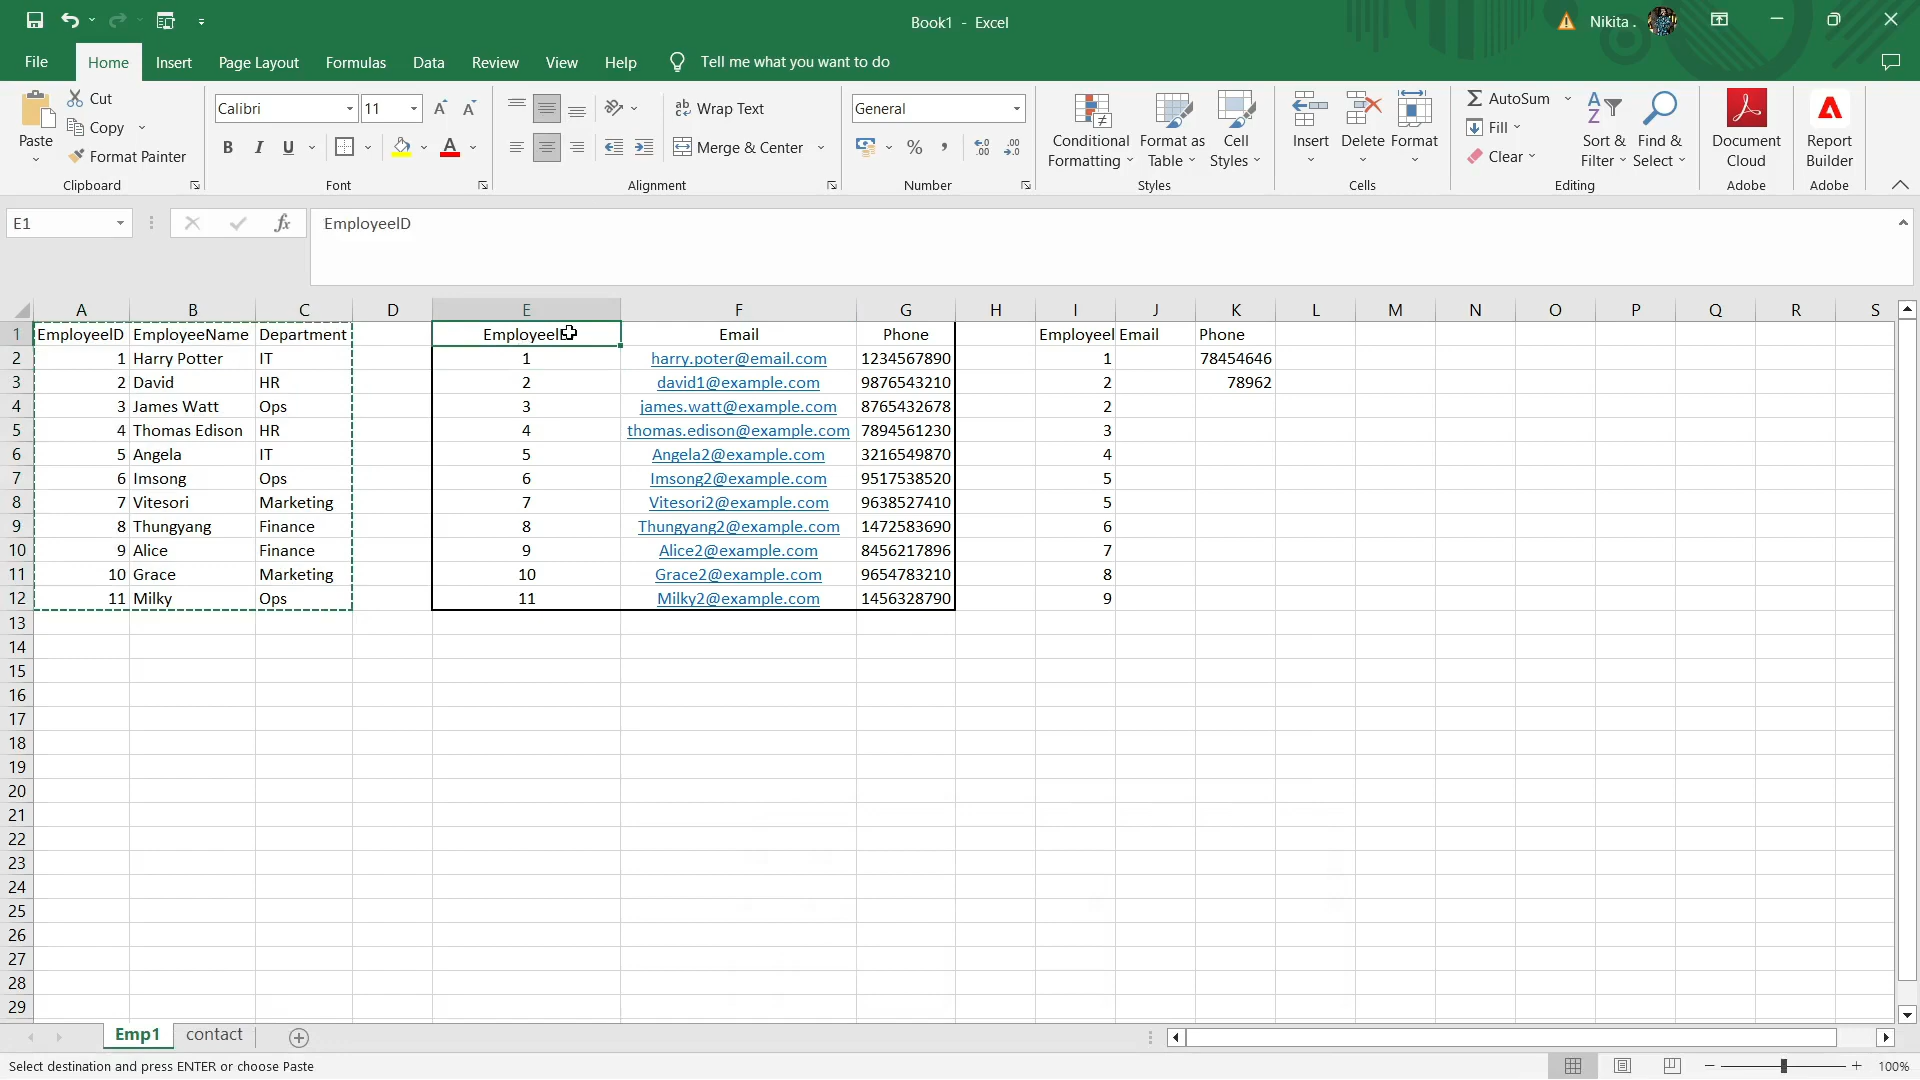 Book1 - Excel
Nikita .
File Home Insert Page Layout Formulas Data Review View Help Tell me what you want to do
Paste
Cut
Copy
Format Painter
Clipboard
Calibri 11
B I U
Font
Wrap Text
Merge & Center
Alignment
General
Number
Conditional Formatting
Format as Table
Cell Styles
Styles
Insert Delete Format
Cells
AutoSum
Fill
Clear
Sort & Filter
Find & Select
Editing
Document Cloud
Adobe
Report Builder
Adobe
E1 fx EmployeeID
A B C D E F G H I J K L M N O P Q R S
1 EmployeeID EmployeeName Department Employee Email Phone Employeel Email Phone
2 1 Harry Potter IT 1 harry.poter@email.com 1234567890 1 78454646
3 2 David HR 2 david1@example.com 9876543210 2 78962
4 3 James Watt Ops 3 james.watt@example.com 8765432678 2
5 4 Thomas Edison HR 4 thomas.edison@example.com 7894561230 3
6 5 Angela IT 5 Angela2@example.com 3216549870 4
7 6 Imsong Ops 6 Imsong2@example.com 9517538520 5
8 7 Vitesori Marketing 7 Vitesori2@example.com 9638527410 5
9 8 Thungyang Finance 8 Thungyang2@example.com 1472583690 6
10 9 Alice Finance 9 Alice2@example.com 8456217896 7
11 10 Grace Marketing 10 Grace2@example.com 9654783210 8
12 11 Milky Ops 11 Milky2@example.com 1456328790 9
13
14
15
16
17
18
19
20
21
22
23
24
25
26
27
28
29
Emp1 contact
Select destination and press ENTER or choose Paste
100%